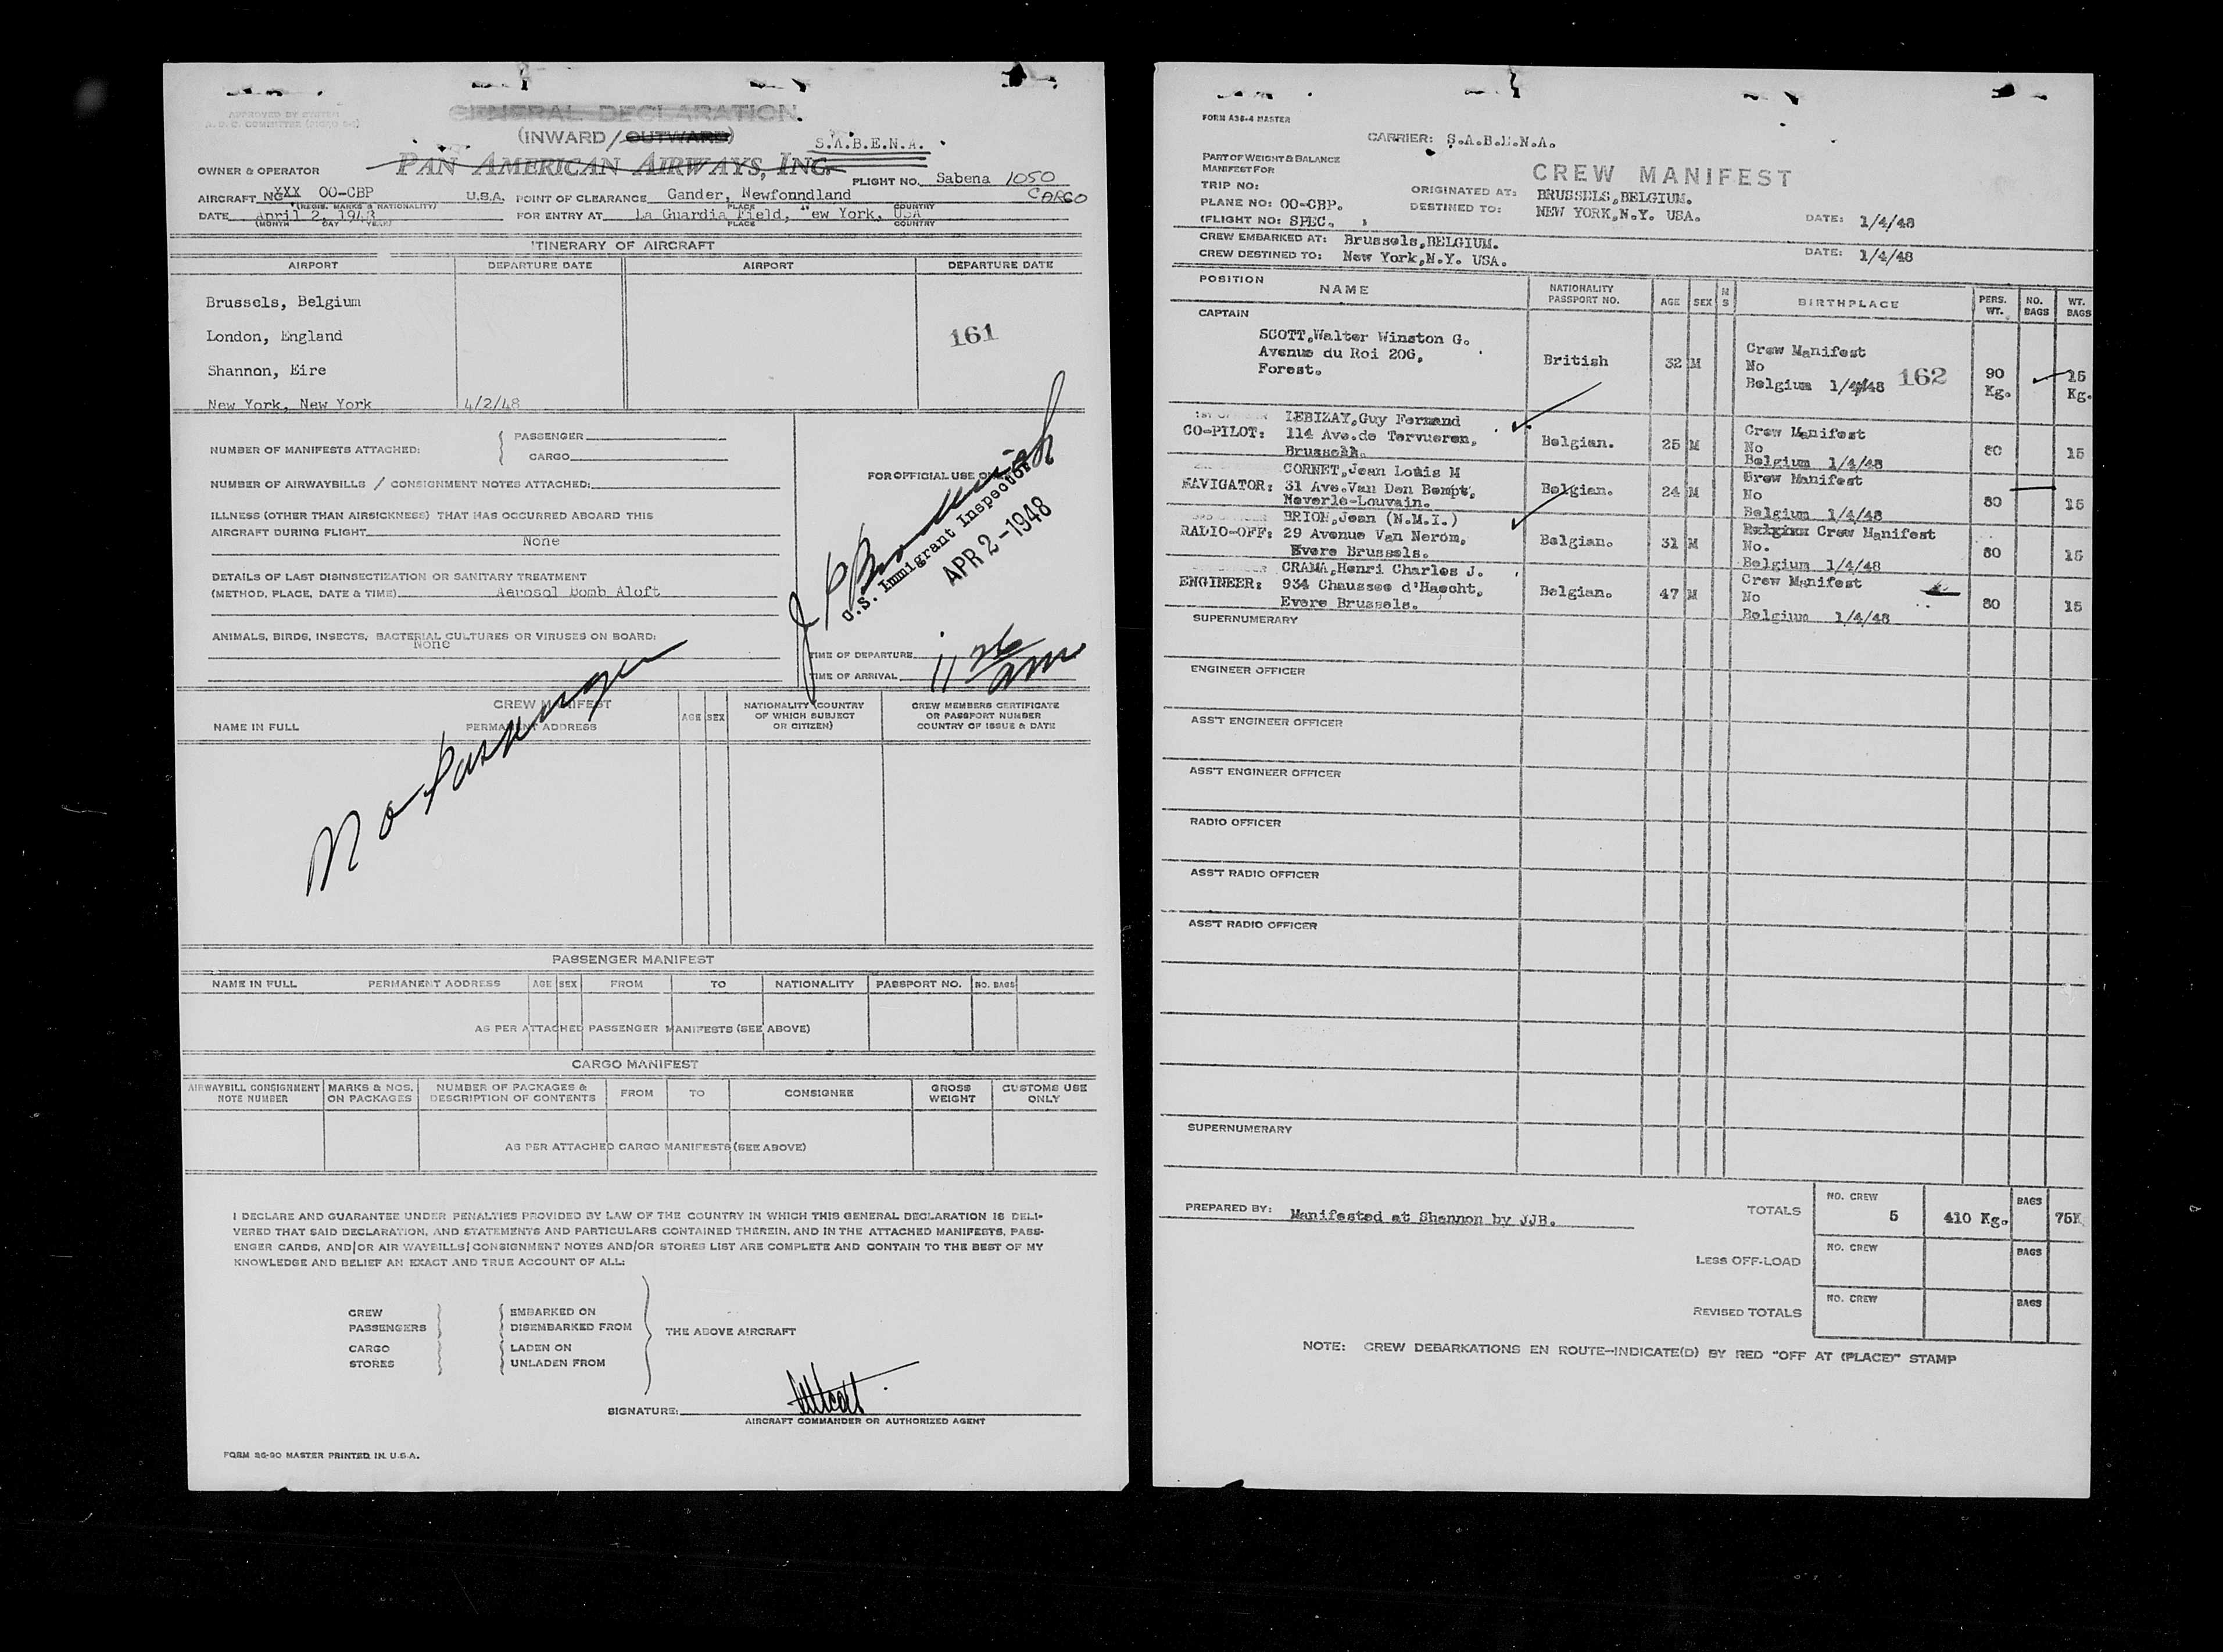 APPROVED BY
GENERAL DECLARATION
(INWARD/OUTWARD)
S.A.B.E.N.A.
PAN AMERICAN AIRWAYS, INC.
OWNER & OPERATOR
FLIGHT NO. Sabena 1050
AIRCRAFT NC XXX OO-CBP U.S.A. POINT OF CLEARANCE Gander, Newfonndland CARGO
(REGIS. MARKS & NATIONALITY) PLACE COUNTRY
DATE April 2, 1948 FOR ENTRY AT La Guardia Field, New York, USA
(MONTH DAY YEAR) PLACE COUNTRY
ITINERARY OF AIRCRAFT
AIRPORT DEPARTURE DATE AIRPORT DEPARTURE DATE
Brussels, Belgium
London, England 161
Shannon, Eire
New York, New York 4/2/48
NUMBER OF MANIFESTS ATTACHED: { PASSENGER
CARGO
FOR OFFICIAL USE ONLY
NUMBER OF AIRWAYBILLS / CONSIGNMENT NOTES ATTACHED:
ILLNESS (OTHER THAN AIRSICKNESS) THAT HAS OCCURRED ABOARD THIS
AIRCRAFT DURING FLIGHT None
U.S. Immigrant Inspector
APR 2-1948
DETAILS OF LAST DISINSECTIZATION OR SANITARY TREATMENT
(METHOD, PLACE, DATE & TIME) Aerosol Bomb Aloft
ANIMALS, BIRDS, INSECTS, BACTERIAL CULTURES OR VIRUSES ON BOARD:
None
TIME OF DEPARTURE
TIME OF ARRIVAL 11 26 am
No Passenger
CREW MANIFEST
NAME IN FULL PERMANENT ADDRESS AGE SEX NATIONALITY (COUNTRY OF WHICH SUBJECT OR CITIZEN) CREW MEMBERS CERTIFICATE OR PASSPORT NUMBER COUNTRY OF ISSUE & DATE
PASSENGER MANIFEST
NAME IN FULL PERMANENT ADDRESS AGE SEX FROM TO NATIONALITY PASSPORT NO. NO. BAGS
AS PER ATTACHED PASSENGER MANIFESTS (SEE ABOVE)
CARGO MANIFEST
AIRWAYBILL CONSIGNMENT NOTE NUMBER MARKS & NOS. ON PACKAGES NUMBER OF PACKAGES & DESCRIPTION OF CONTENTS FROM TO CONSIGNEE GROSS WEIGHT CUSTOMS USE ONLY
AS PER ATTACHED CARGO MANIFESTS (SEE ABOVE)
I DECLARE AND GUARANTEE UNDER PENALTIES PROVIDED BY LAW OF THE COUNTRY IN WHICH THIS GENERAL DECLARATION IS DELI-
VERED THAT SAID DECLARATION, AND STATEMENTS AND PARTICULARS CONTAINED THEREIN, AND IN THE ATTACHED MANIFESTS, PASS-
ENGER CARDS, AND/OR AIR WAYBILLS/CONSIGNMENT NOTES AND/OR STORES LIST ARE COMPLETE AND CONTAIN TO THE BEST OF MY
KNOWLEDGE AND BELIEF AN EXACT AND TRUE ACCOUNT OF ALL:
CREW EMBARKED ON
PASSENGERS DISEMBARKED FROM
THE ABOVE AIRCRAFT
CARGO LADEN ON
STORES UNLADEN FROM
SIGNATURE:
AIRCRAFT COMMANDER OR AUTHORIZED AGENT
FORM 86-90 MASTER PRINTED IN U.S.A.
FORM A36-4 MASTER
CARRIER: S.A.B.E.N.A.
PART OF WEIGHT & BALANCE
MANIFEST FOR
CREW MANIFEST
TRIP NO: ORIGINATED AT: BRUSSELS,BELGIUM.
PLANE NO: OO-CBP. DESTINED TO: NEW YORK,N.Y. USA. DATE: 1/4/48
(FLIGHT NO: SPEC. )
CREW EMBARKED AT: Brussels,BELGIUM. DATE: 1/4/48
CREW DESTINED TO: New York,N.Y. USA.
POSITION NAME NATIONALITY PASSPORT NO. AGE SEX M S BIRTHPLACE PERS. WT. NO. BAGS WT. BAGS
CAPTAIN
SCOTT,Walter Winston G.
Avenue du Roi 206,
Forest.
British 32 M
Crew Manifest
No
Belgium 1/4/48 162
90 Kg. 15 Kg.
LEBIZAY,Guy Fernand
CO-PILOT: 114 Ave.de Tervueren,
Brussels.
Belgian. 25 M
Crew Manifest
No
Belgium 1/4/48
80 15
CORNET,Jean Louis M
NAVIGATOR: 31 Ave.Van Den Bempt,
Heverle-Louvain.
Belgian. 24 M
Crew Manifest
No
Belgium 1/4/48
80 15
BRION,Jean (N.M.I.)
RADIO-OFF: 29 Avenue Van Nerom,
Evere Brussels.
Belgian. 31 M
Belgium Crew Manifest
No.
Belgium 1/4/48
80 15
CRAMA,Henri Charles J.
ENGINEER: 934 Chaussee d'Haecht,
Evere Brussels.
Belgian. 47 M
Crew Manifest
No
Belgium 1/4/48
80 15
SUPERNUMERARY
ENGINEER OFFICER
ASS'T ENGINEER OFFICER
ASS'T ENGINEER OFFICER
RADIO OFFICER
ASS'T RADIO OFFICER
ASS'T RADIO OFFICER
SUPERNUMERARY
PREPARED BY: Manifested at Shannon by JJB.
TOTALS NO. CREW 5 410 Kg. BAGS 75K
LESS OFF-LOAD NO. CREW BAGS
REVISED TOTALS NO. CREW BAGS
NOTE: CREW DEBARKATIONS EN ROUTE-INDICATE(D) BY RED "OFF AT (PLACE)" STAMP